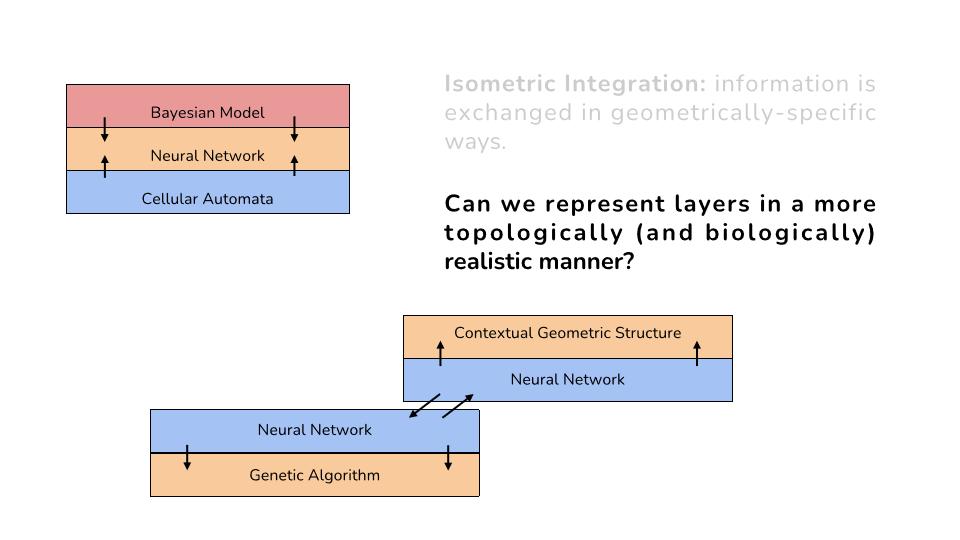 Bayesian Model
Neural Network
Cellular Automata
Isometric Integration: information is
exchanged in geometrically-specific
ways.
Can we represent layers in a more
topologically (and biologically)
realistic manner?
Contextual Geometric Structure
Neural Network
Neural Network
Genetic Algorithm